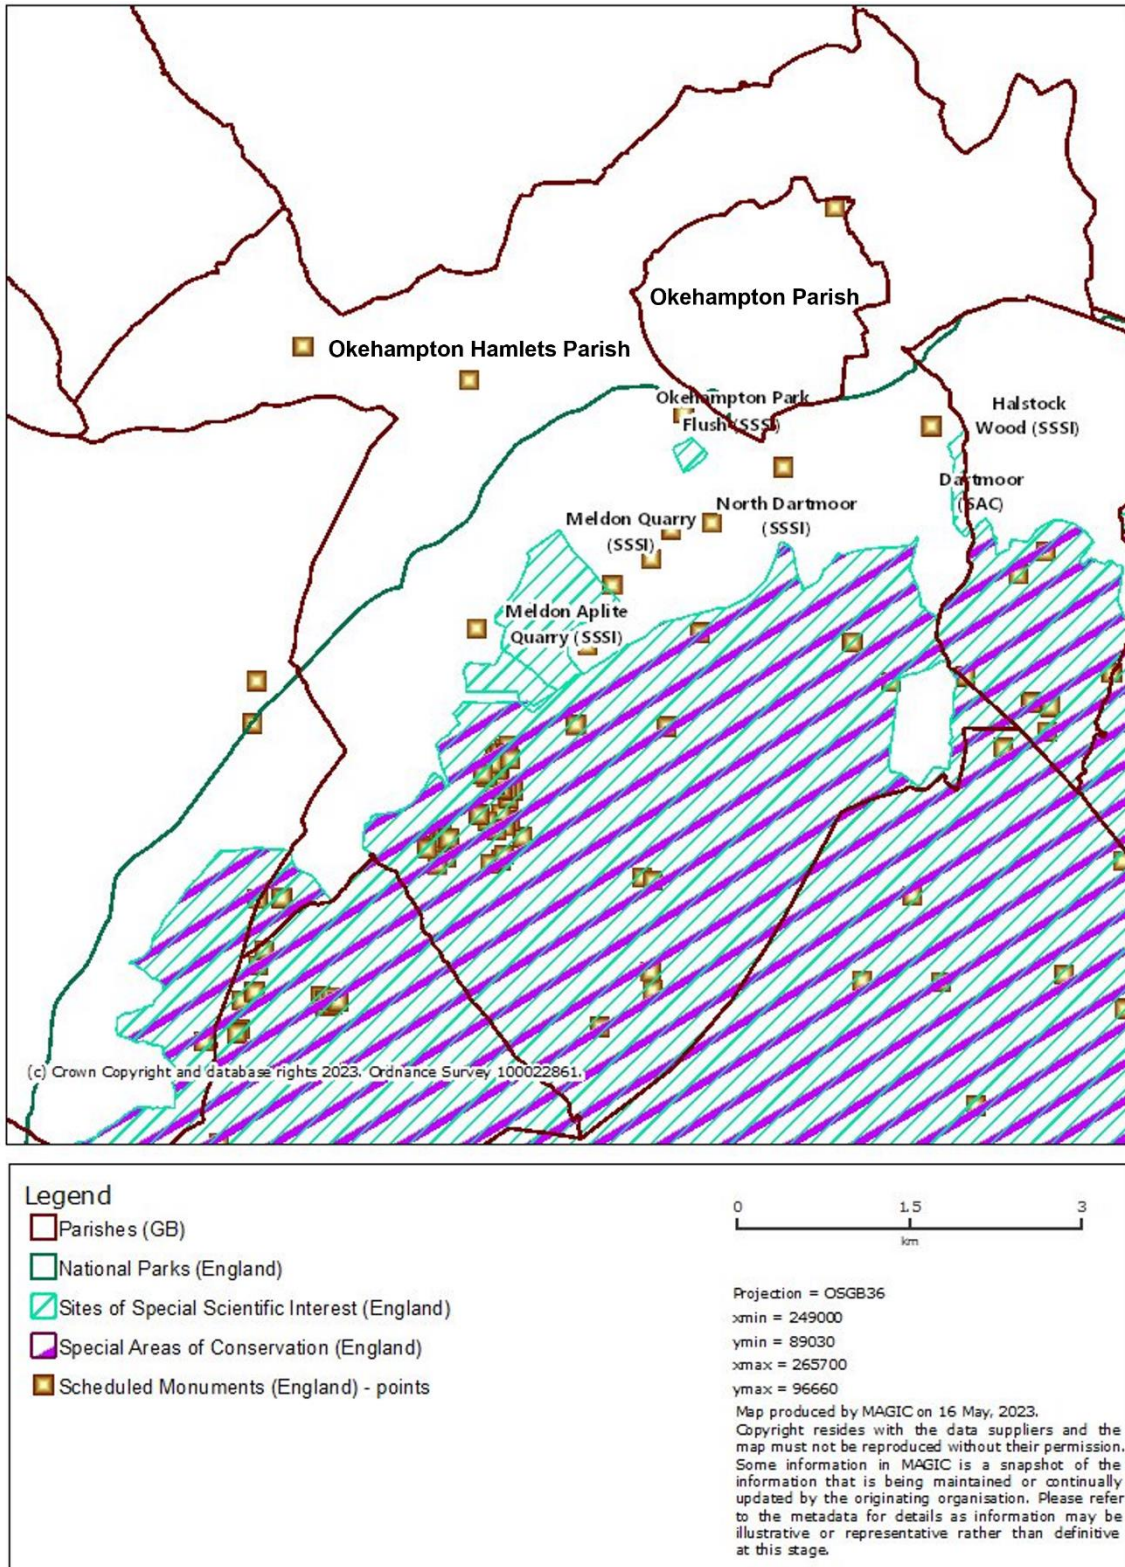 Okehampton Parish
Okehampton Hamlets Parish
Okehampton Park
Flush (SSSI)
Halstock
Wood (SSSI)
Dartmoor
(SAC)
North Dartmoor
(SSSI)
Meldon Quarry
(SSSI)
Meldon Aplite
Quarry (SSSI)
(c) Crown Copyright and database rights 2023. Ordnance Survey 100022861.
Legend
Parishes (GB)
National Parks (England)
Sites of Special Scientific Interest (England)
Special Areas of Conservation (England)
Scheduled Monuments (England) - points
0 1.5 3
km
Projection = OSGB36
xmin = 249000
ymin = 89030
xmax = 265700
ymax = 96660
Map produced by MAGIC on 16 May, 2023.
Copyright resides with the data suppliers and the
map must not be reproduced without their permission.
Some information in MAGIC is a snapshot of the
information that is being maintained or continually
updated by the originating organisation. Please refer
to the metadata for details as information may be
illustrative or representative rather than definitive
at this stage.